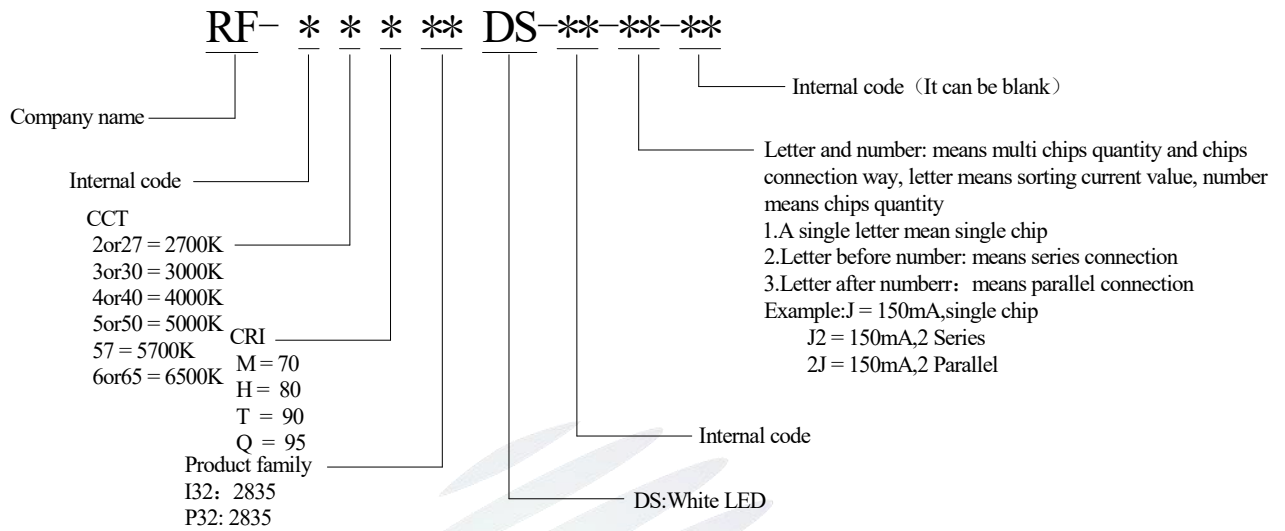 RF- * * * ** DS-**-**-**
Internal code（It can be blank）
Company name
Letter and number: means multi chips quantity and chips
connection way, letter means sorting current value, number
means chips quantity
1.A single letter mean single chip
2.Letter before number: means series connection
3.Letter after numberr：means parallel connection
Example:J = 150mA,single chip
J2 = 150mA,2 Series
2J = 150mA,2 Parallel
Internal code
CCT
2or27 = 2700K
3or30 = 3000K
4or40 = 4000K
5or50 = 5000K
57 = 5700K
6or65 = 6500K
CRI
M = 70
H = 80
T = 90
Q = 95
Internal code
Product family
I32：2835
P32: 2835
DS:White LED